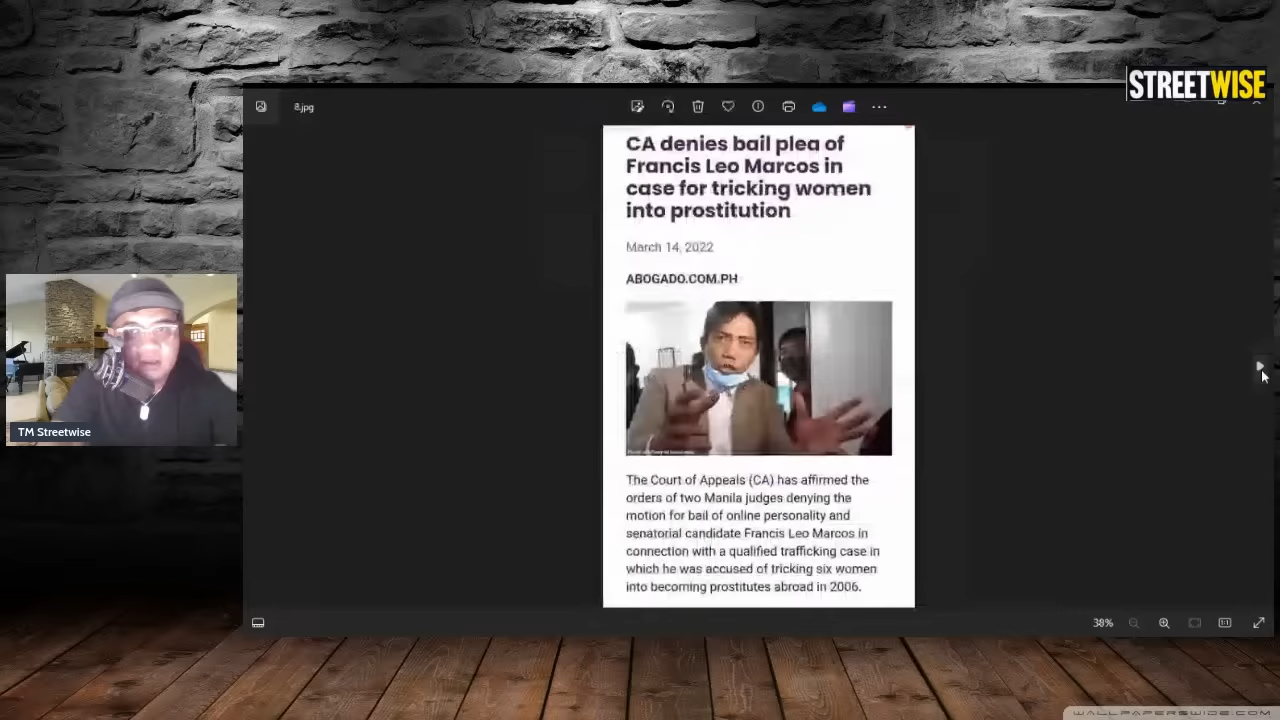 STREETWISE
8.jpg
CA denies bail plea of
Francis Leo Marcos in
case for tricking women
into prostitution
March 14, 2022
ABOGADO.COM.PH
The Court of Appeals (CA) has affirmed the
orders of two Manila judges denying the
motion for bail of online personality and
senatorial candidate Francis Leo Marcos in
connection with a qualified trafficking case in
which he was accused of tricking six women
into becoming prostitutes abroad in 2006.
TM Streetwise
38%
WALLPAPERSWIDE.COM